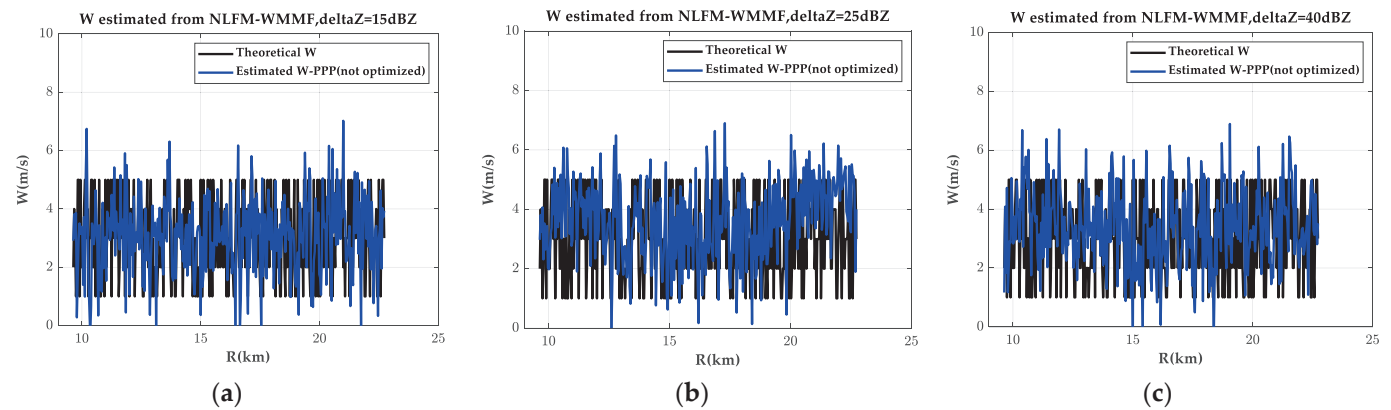 W estimated from NLFM-WMMF,deltaZ=15dBZ
10
8
6
4
2
0
W(m/s)
Theoretical W
Estimated W-PPP(not optimized)
10 15 20 25
R(km)
(a)
W estimated from NLFM-WMMF,deltaZ=25dBZ
10
8
6
4
2
0
W(m/s)
Theoretical W
Estimated W-PPP(not optimized)
10 15 20 25
R(km)
(b)
W estimated from NLFM-WMMF,deltaZ=40dBZ
10
8
6
4
2
0
W(m/s)
Theoretical W
Estimated W-PPP(not optimized)
10 15 20 25
R(km)
(c)